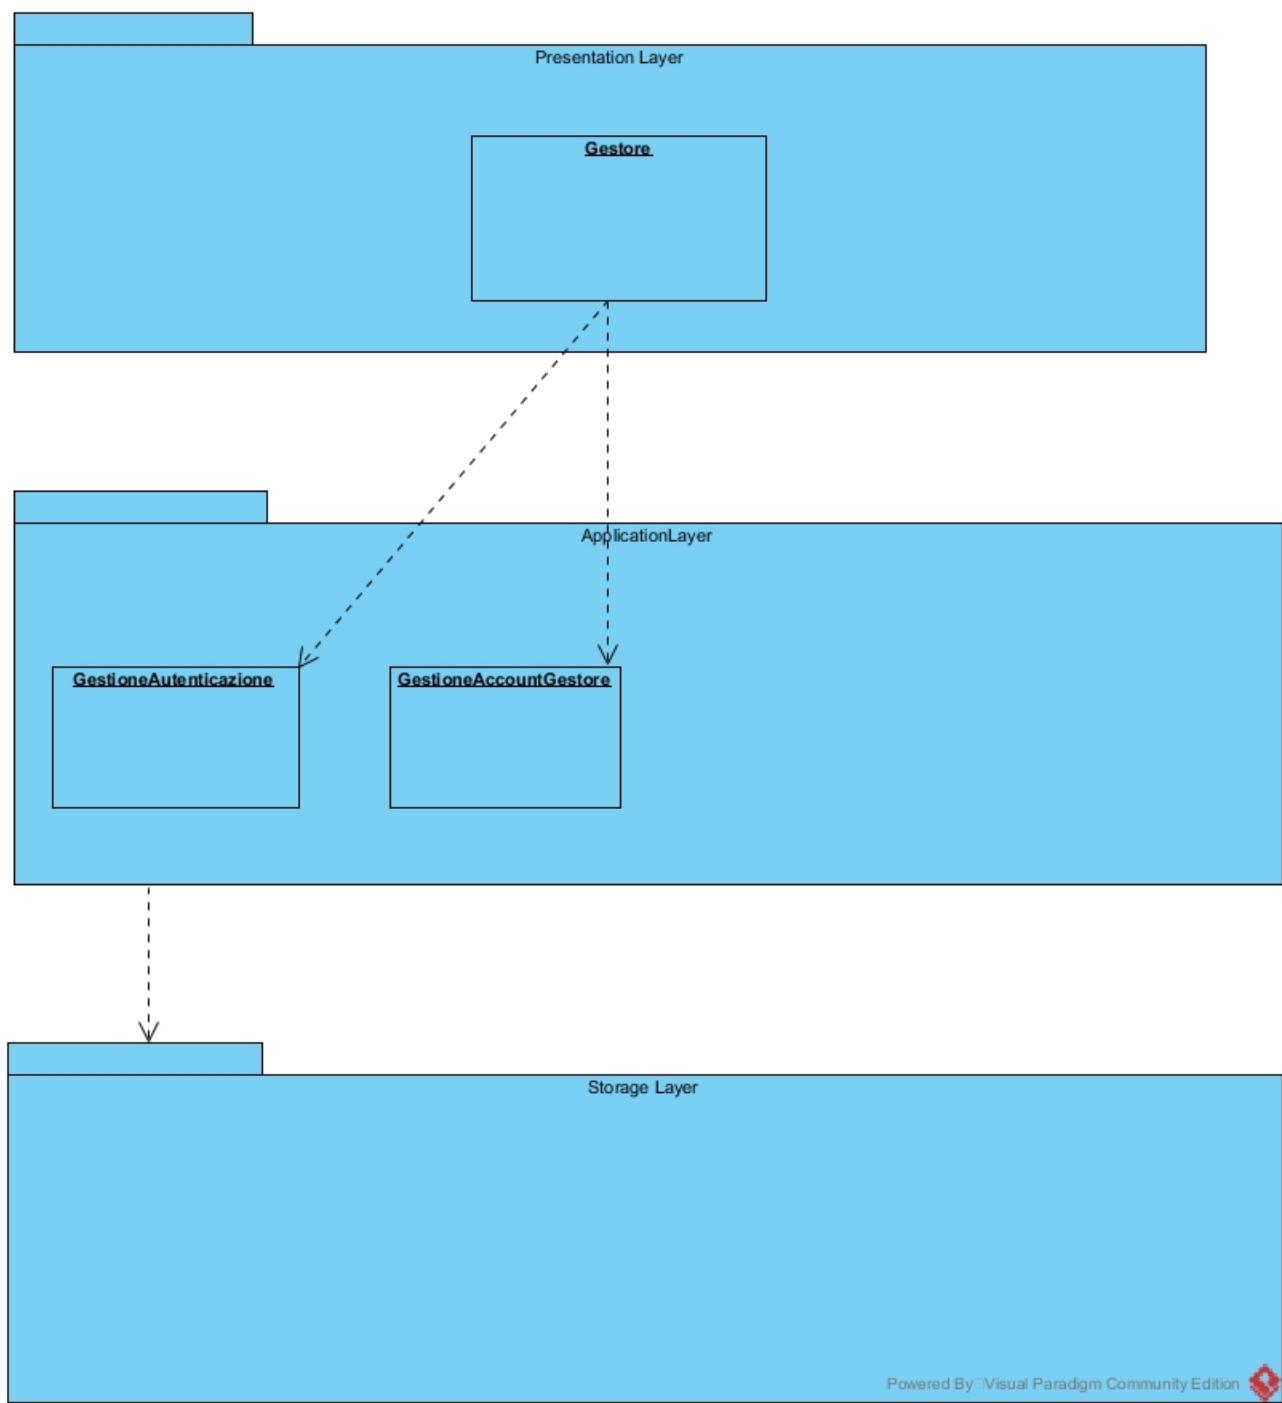 Presentation Layer
Gestore
ApplicationLayer
GestioneAutenticazione
GestioneAccountGestore
Storage Layer
Powered By Visual Paradigm Community Edition